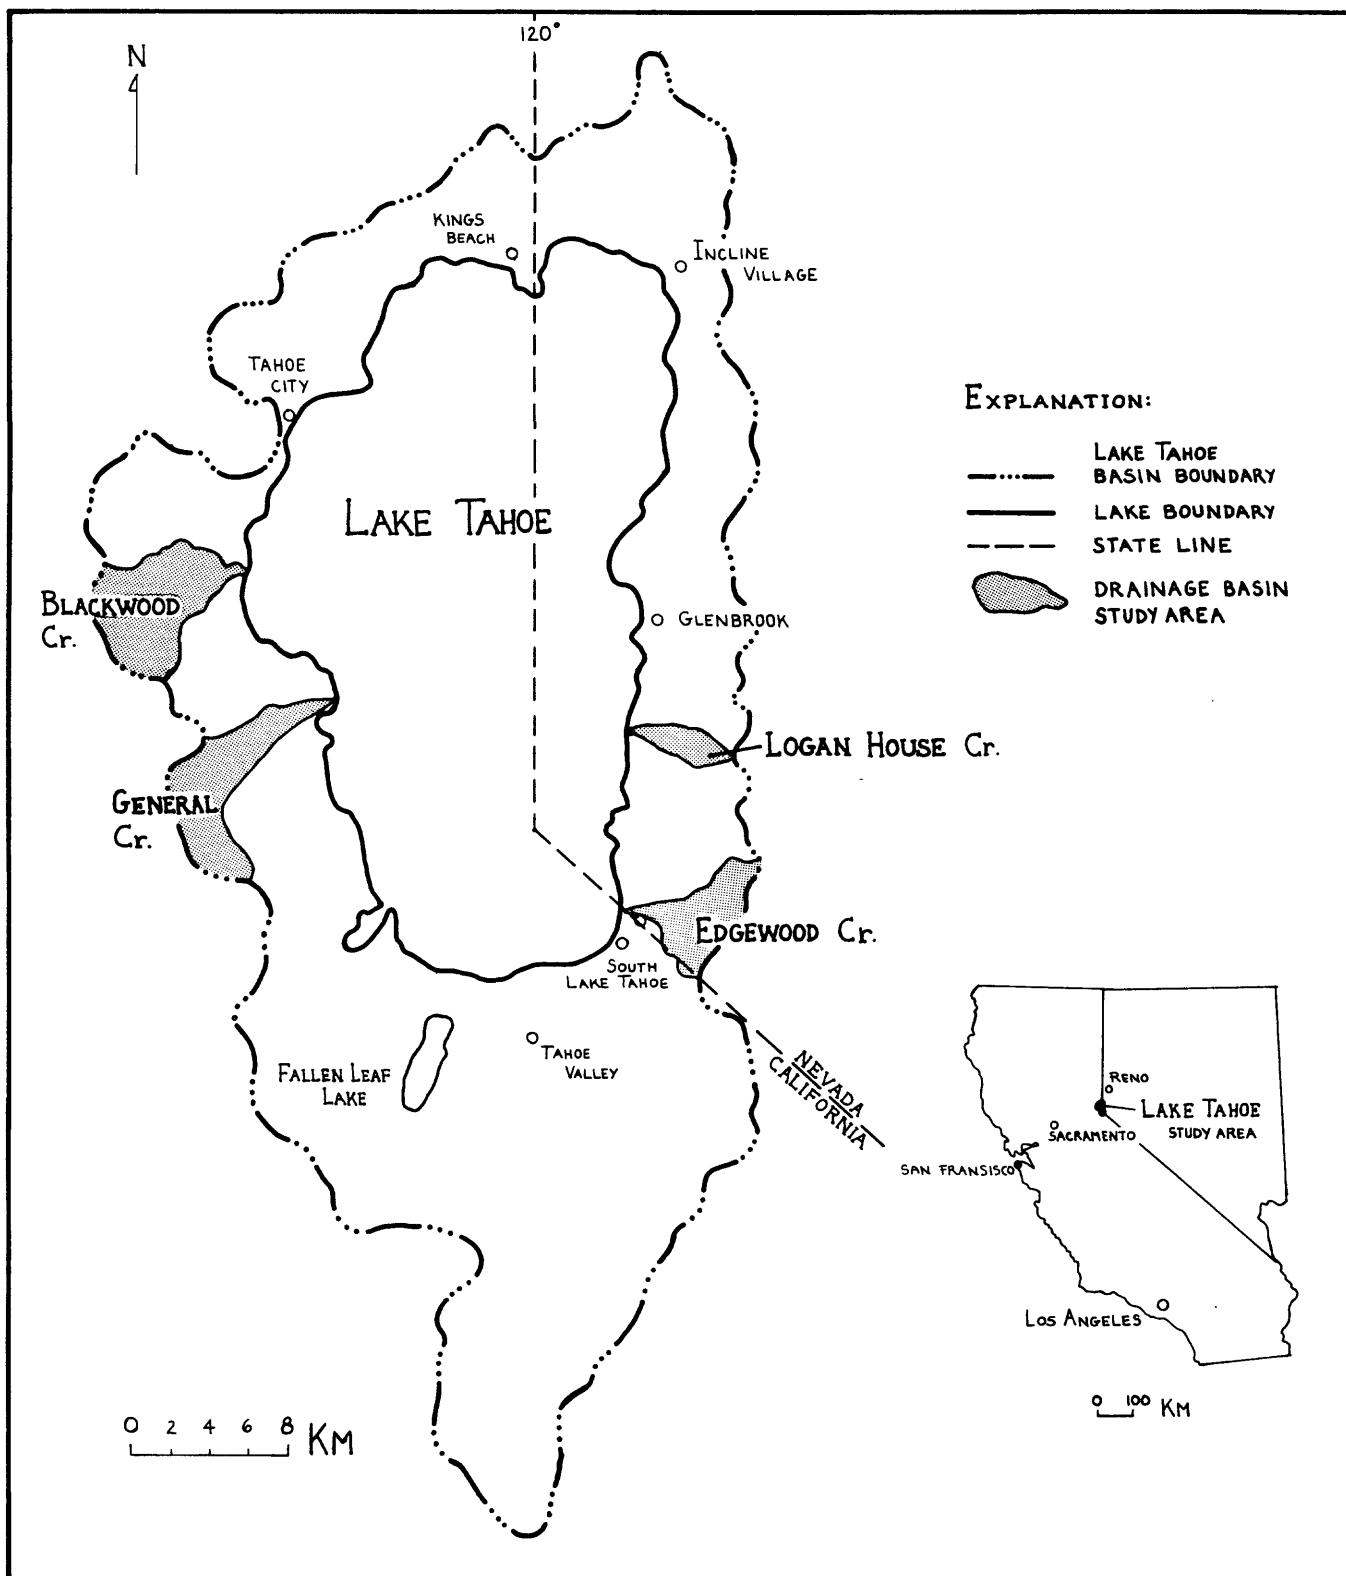 120°
N
KINGS
BEACH
INCLINE
VILLAGE
TAHOE
CITY
EXPLANATION:
LAKE TAHOE
BASIN BOUNDARY
LAKE BOUNDARY
STATE LINE
DRAINAGE BASIN
STUDY AREA
LAKE TAHOE
BLACKWOOD
Cr.
GLENBROOK
LOGAN HOUSE Cr.
GENERAL
Cr.
EDGEWOOD Cr.
SOUTH
LAKE TAHOE
TAHOE
VALLEY
FALLEN LEAF
LAKE
NEVADA
CALIFORNIA
RENO
LAKE TAHOE
STUDY AREA
SACRAMENTO
SAN FRANSISCO
LOS ANGELES
0 100 KM
0 2 4 6 8 KM